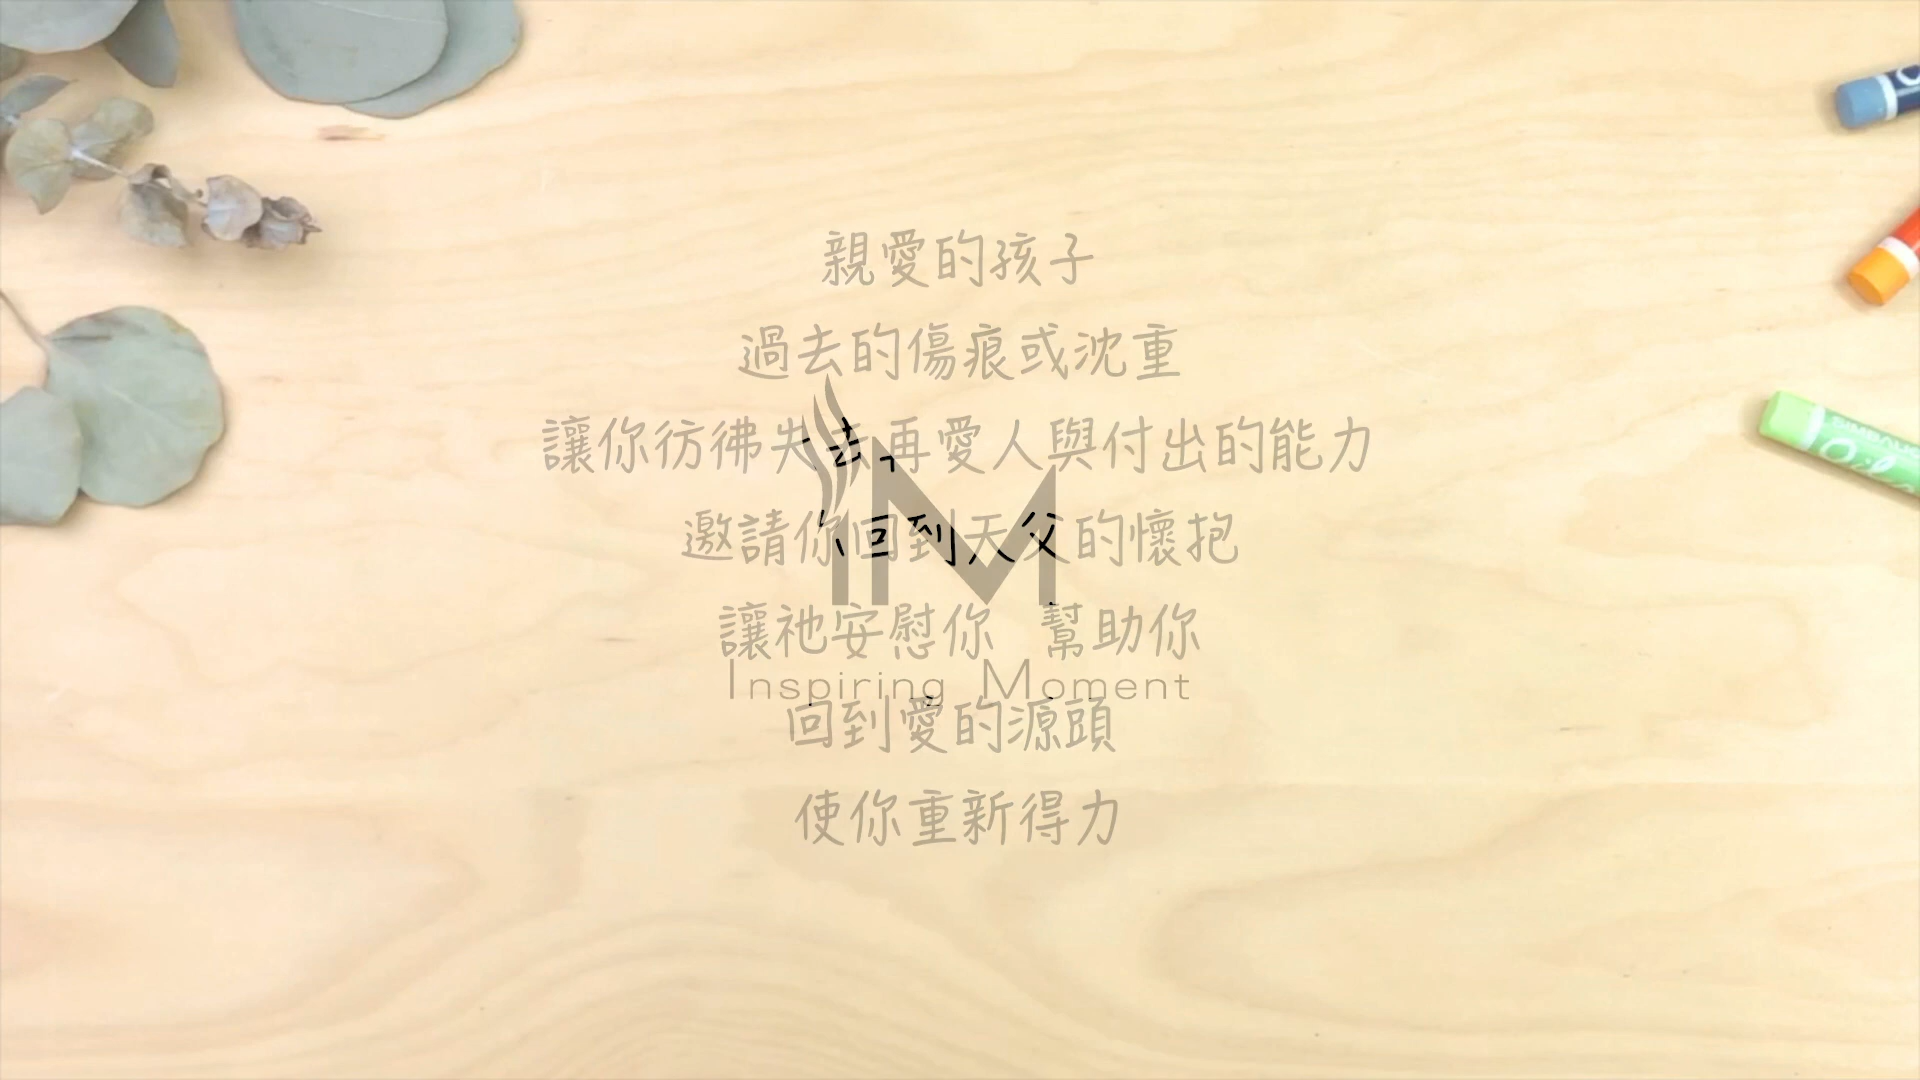 親愛的孩子
過去的傷痕或沈重
讓你彷彿失去再愛人與付出的能力
邀請你回到天父的懷抱
讓祂安慰你 幫助你
IM
Inspiring Moment
回到愛的源頭
使你重新得力
SIMBALION
Oil